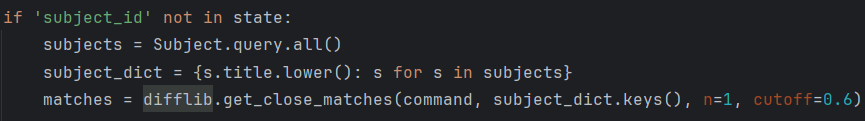 if 'subject_id' not in state:
    subjects = Subject.query.all()
    subject_dict = {s.title.lower(): s for s in subjects}
    matches = difflib.get_close_matches(command, subject_dict.keys(), n=1, cutoff=0.6)